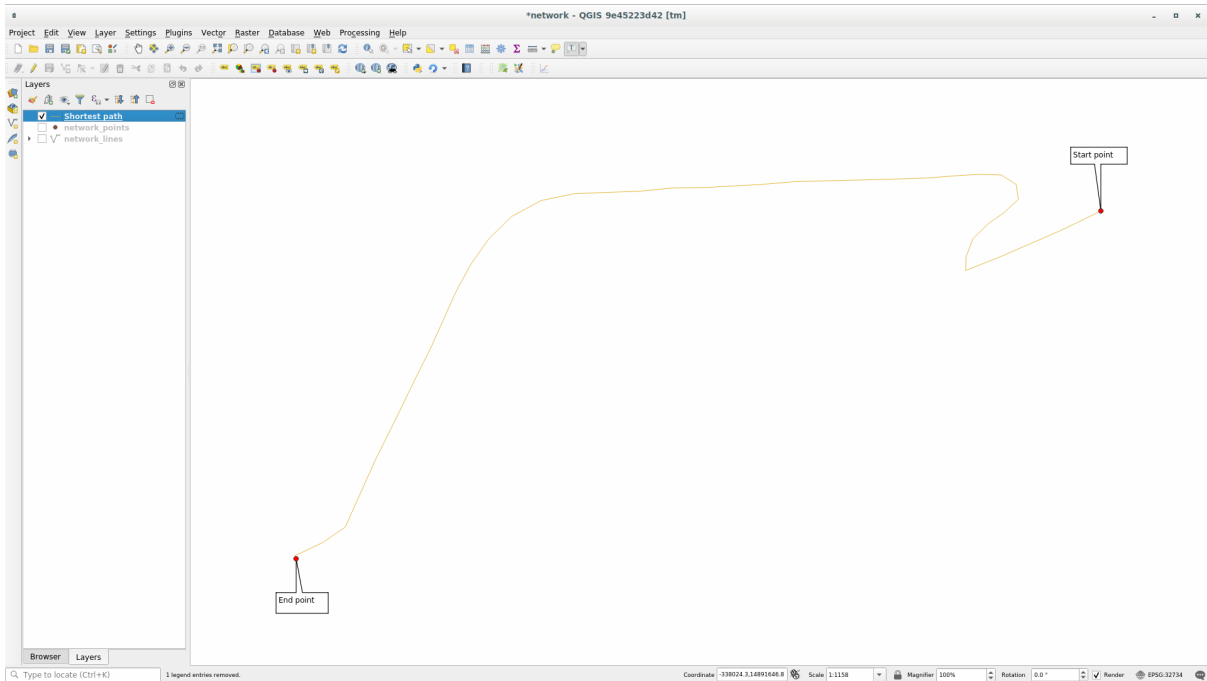 *network - QGIS 9e45223d42 [tm]
Project Edit View Layer Settings Plugins Vector Raster Database Web Processing Help
Layers
Shortest path
network_points
network_lines
Start point
End point
Browser Layers
Type to locate (Ctrl+K) 1 legend entries removed. Coordinate -338024.3,14891646.8 Scale 1:1158 Magnifier 100% Rotation 0.0 ° Render EPSG:32734